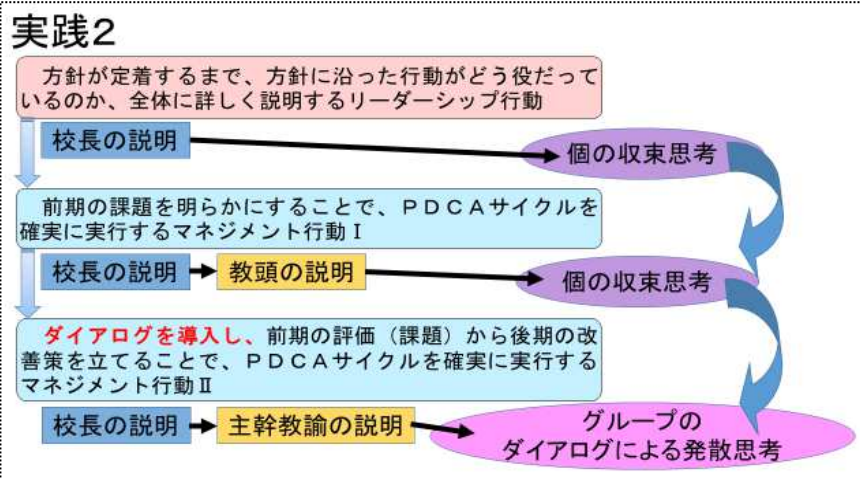 実践2
方針が定着するまで、方針に沿った行動がどう役だって
いるのか、全体に詳しく説明するリーダーシップ行動
校長の説明
個の収束思考
前期の課題を明らかにすることで、PDCAサイクルを
確実に実行するマネジメント行動Ⅰ
校長の説明
教頭の説明
個の収束思考
ダイアログを導入し、前期の評価（課題）から後期の改
善策を立てることで、PDCAサイクルを確実に実行する
マネジメント行動Ⅱ
校長の説明
主幹教諭の説明
グループの
ダイアログによる発散思考